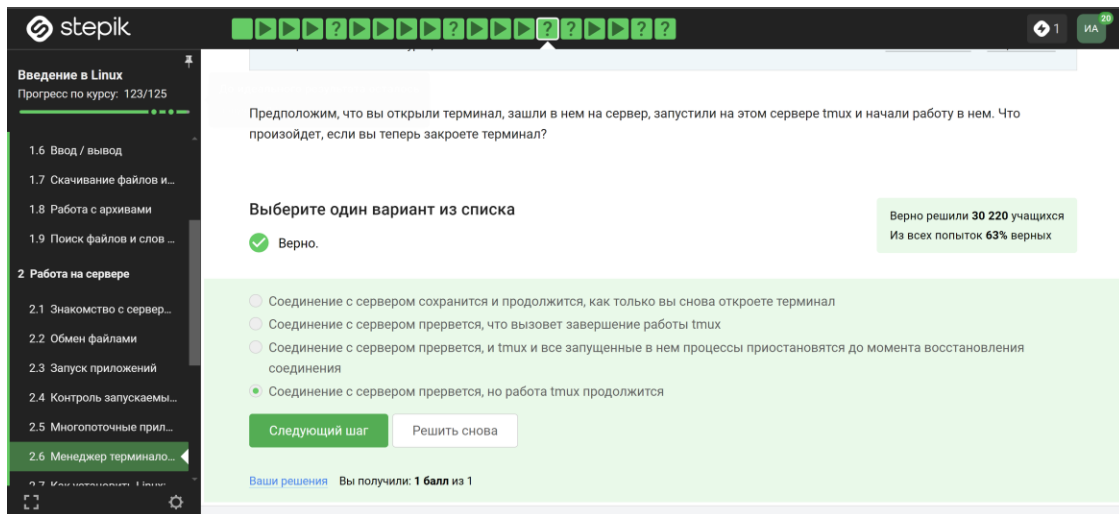 stepik
1
ИА
20
Введение в Linux
Прогресс по курсу: 123/125
1.6 Ввод / вывод
1.7 Скачивание файлов и...
1.8 Работа с архивами
1.9 Поиск файлов и слов ...
2 Работа на сервере
2.1 Знакомство с сервер...
2.2 Обмен файлами
2.3 Запуск приложений
2.4 Контроль запускаемы...
2.5 Многопоточные прил...
2.6 Менеджер терминало...
Предположим, что вы открыли терминал, зашли в нем на сервер, запустили на этом сервере tmux и начали работу в нем. Что
произойдет, если вы теперь закроете терминал?
Выберите один вариант из списка
Верно.
Верно решили 30 220 учащихся
Из всех попыток 63% верных
Соединение с сервером сохранится и продолжится, как только вы снова откроете терминал
Соединение с сервером прервется, что вызовет завершение работы tmux
Соединение с сервером прервется, и tmux и все запущенные в нем процессы приостановятся до момента восстановления
соединения
Соединение с сервером прервется, но работа tmux продолжится
Следующий шаг
Решить снова
Ваши решения Вы получили: 1 балл из 1